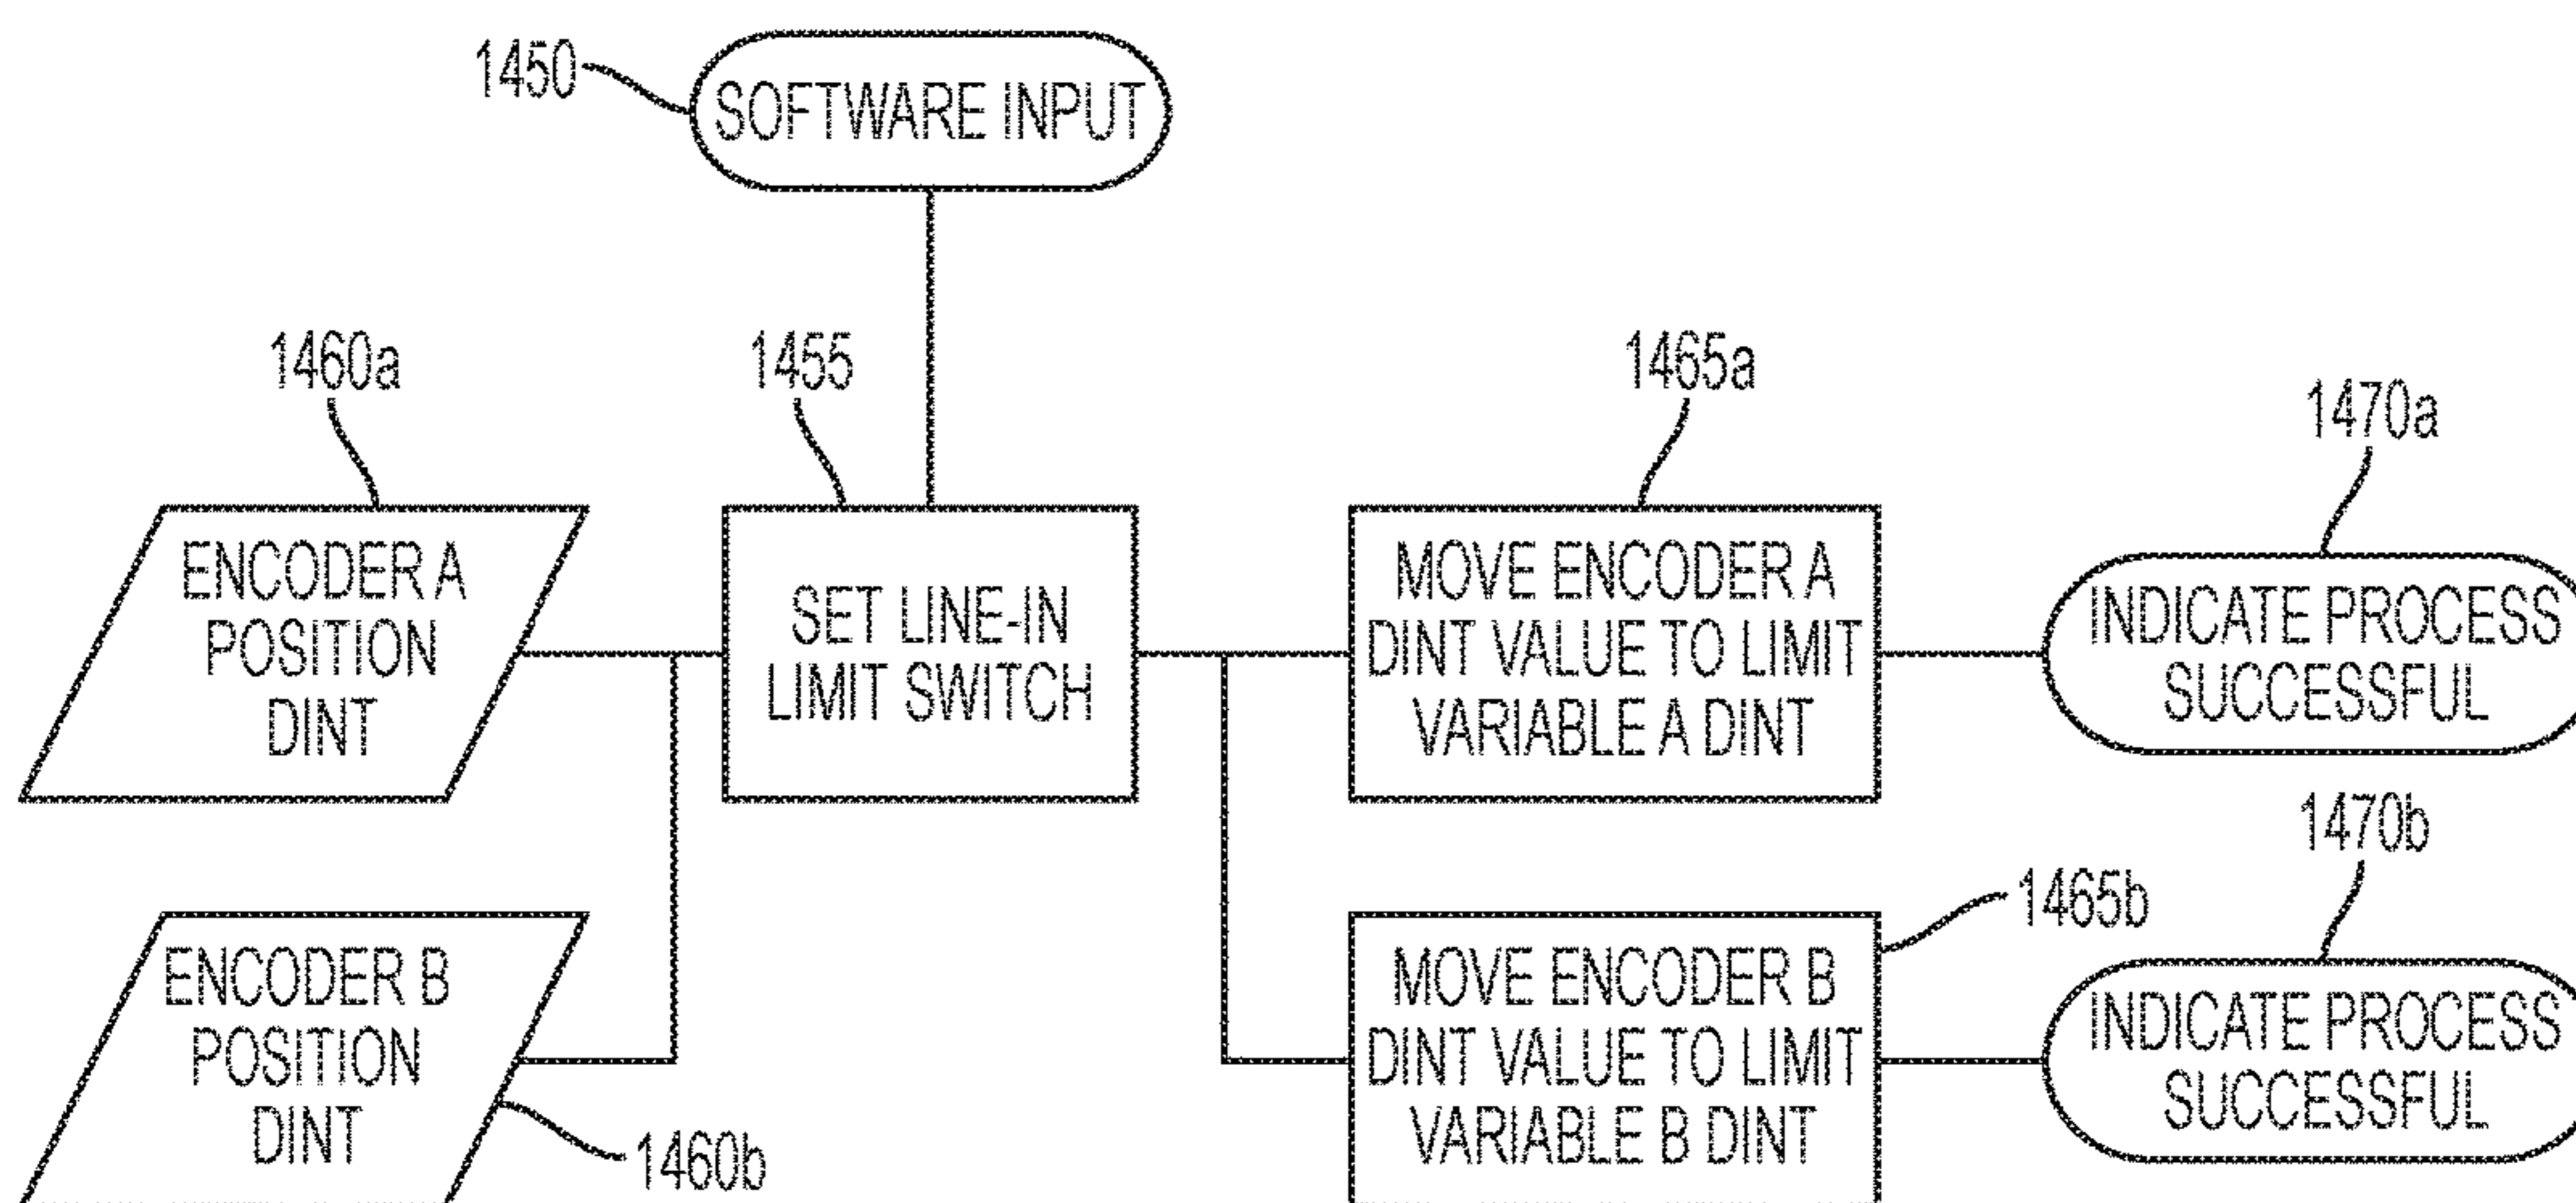 1450
SOFTWARE INPUT
1460a
1455
1465a
1470a
ENCODER A
POSITION
DINT
SET LINE-IN
LIMIT SWITCH
MOVE ENCODER A
DINT VALUE TO LIMIT
VARIABLE A DINT
INDICATE PROCESS
SUCCESSFUL
1470b
1465b
ENCODER B
POSITION
DINT
1460b
MOVE ENCODER B
DINT VALUE TO LIMIT
VARIABLE B DINT
INDICATE PROCESS
SUCCESSFUL